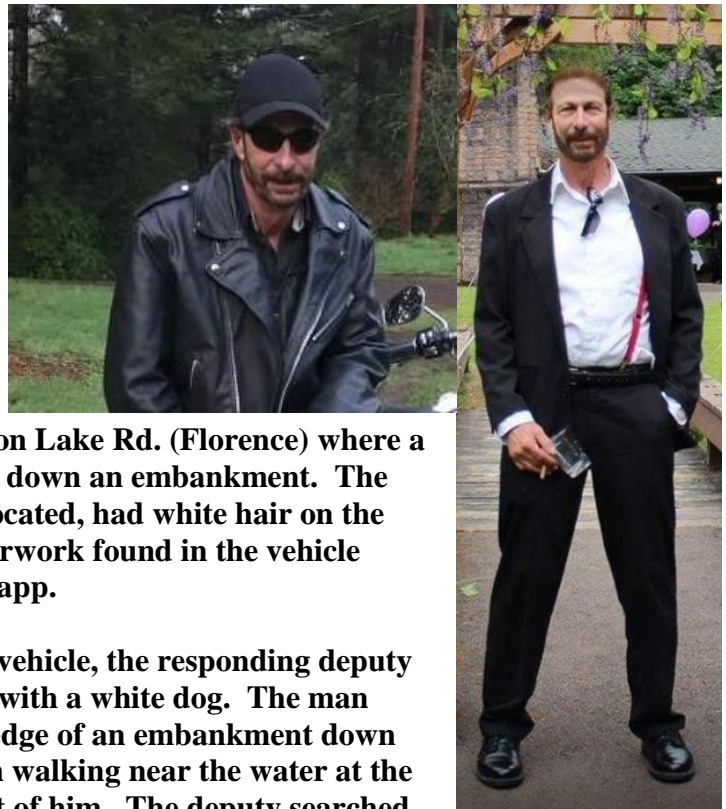 on Lake Rd. (Florence) where a
down an embankment. The
ocated, had white hair on the
rwork found in the vehicle
app.
vehicle, the responding deputy
with a white dog. The man
edge of an embankment down
n walking near the water at the
t of him. The deputy searched